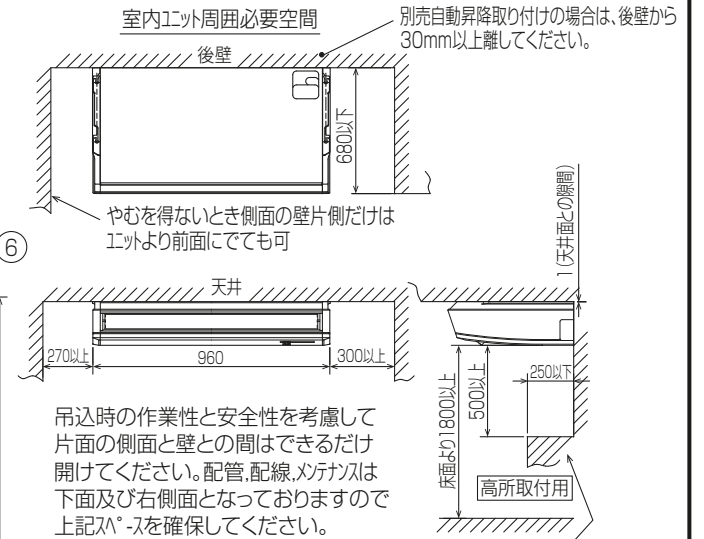 室内ユニット周囲必要空間
別売自動昇降取り付けの場合は、後壁から
30mm以上離してください。
後壁
680以下
やむを得ないとき側面の壁片側だけは
ユニットより前面にでても可
6
1(天井面との隙間)
天井
270以上
960
300以上
250以下
500以上
床面より1800以上
吊込時の作業性と安全性を考慮して
片面の側面と壁との間はできるだけ
開けてください。配管,配線,メンテナンスは
下面及び右側面となっておりますので
上記スペースを確保してください。
高所取付用